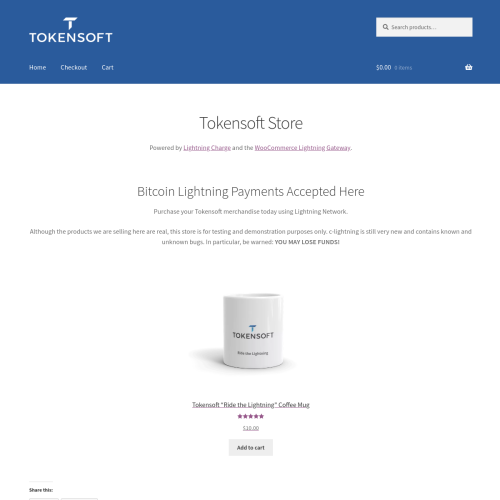 TOKENSOFT
Search products...
Home Checkout Cart
$0.00 0 items
Tokensoft Store
Powered by Lightning Charge and the WooCommerce Lightning Gateway.
Bitcoin Lightning Payments Accepted Here
Purchase your Tokensoft merchandise today using Lightning Network.
Although the products we are selling here are real, this store is for testing and demonstration purposes only. c-lightning is still very new and contains known and
unknown bugs. In particular, be warned: YOU MAY LOSE FUNDS!
TOKENSOFT
Ride the Lightning
Tokensoft "Ride the Lightning" Coffee Mug
$10.00
Add to cart
Share this: